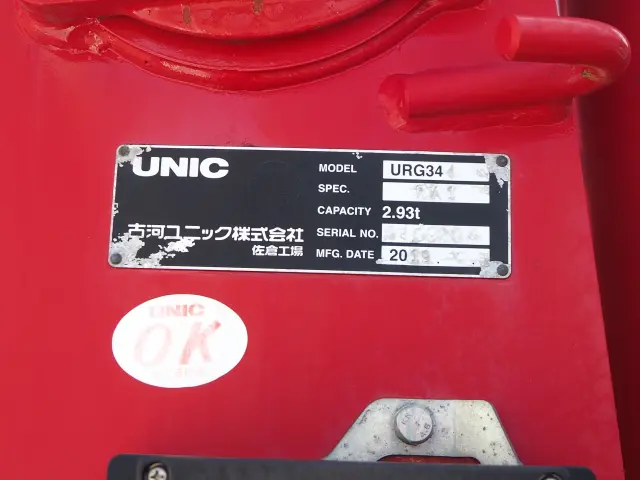 UNIC
MODEL URG34
SPEC.
CAPACITY 2.93t
SERIAL NO.
MFG. DATE 20
古河ユニック株式会社
佐倉工場
UNIC
OK